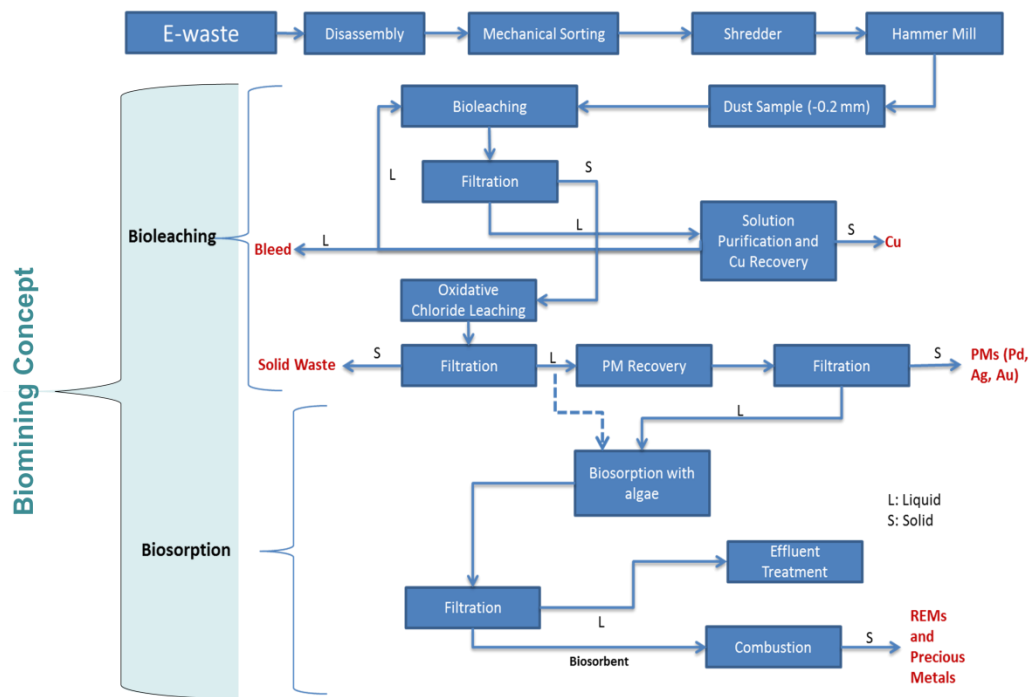 E-waste
Disassembly
Mechanical Sorting
Shredder
Hammer Mill
Bioleaching
Dust Sample (-0.2 mm)
L
S
Filtration
L
Solution
Purification and
Cu Recovery
S
Cu
Bioleaching
Bleed
L
Oxidative
Chloride Leaching
Solid Waste
S
Filtration
L
PM Recovery
Filtration
S
PMs (Pd,
Ag, Au)
L
Biomining Concept
Biosorption with
algae
L: Liquid
S: Solid
Biosorption
Effluent
Treatment
Filtration
L
Biosorbent
Combustion
S
REMs
and
Precious
Metals